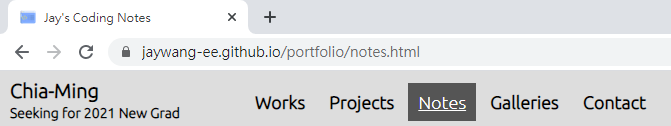 Jay's Coding Notes
jaywang-ee.github.io/portfolio/notes.html
Chia-Ming
Seeking for 2021 New Grad
Works Projects Notes Galleries Contact